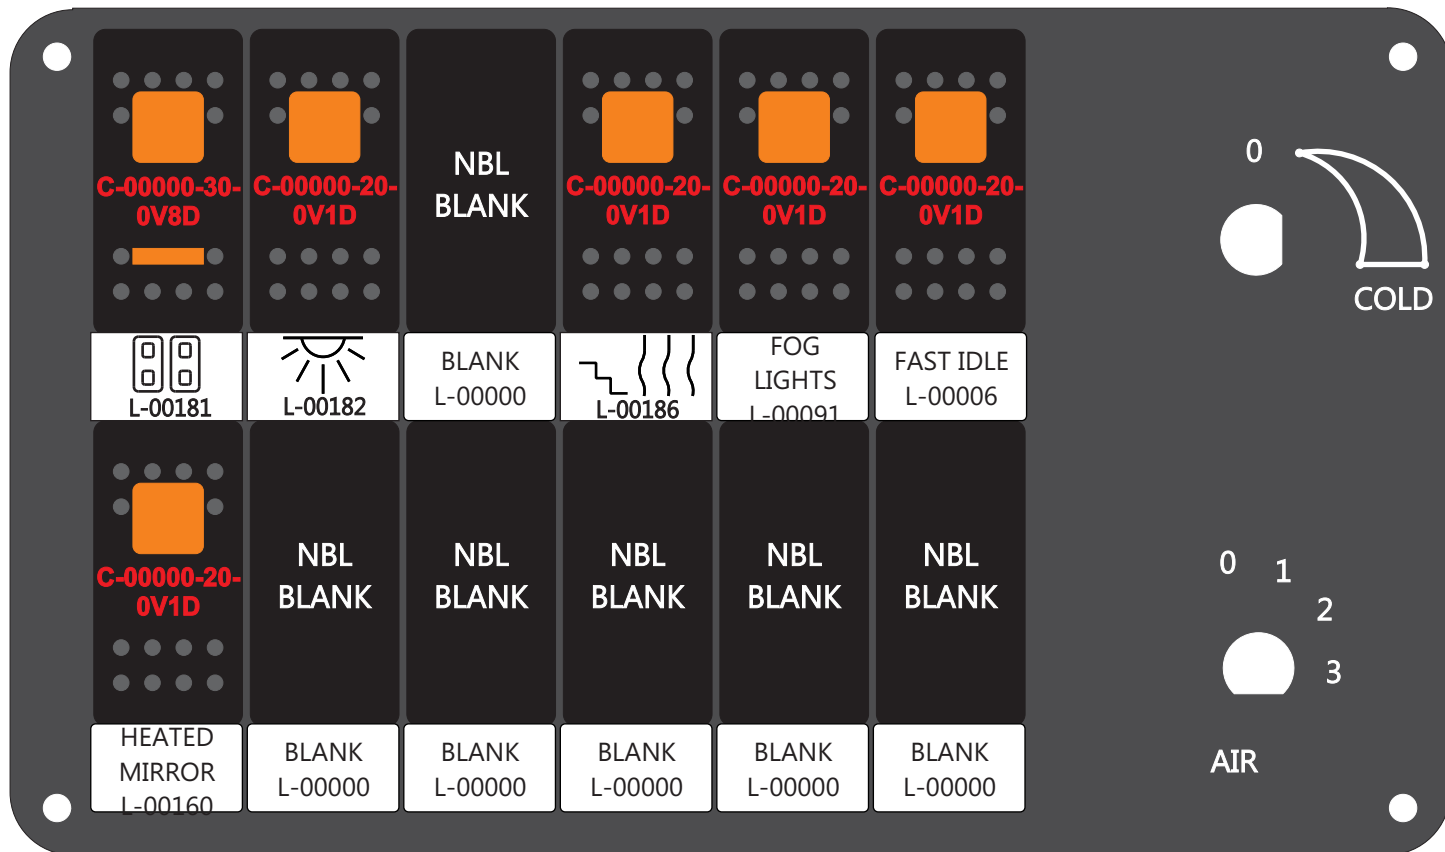 C-00000-30-
0V8D
C-00000-20-
0V1D
NBL
BLANK
C-00000-20-
0V1D
C-00000-20-
0V1D
C-00000-20-
0V1D
0
COLD
L-00181
L-00182
BLANK
L-00000
L-00186
FOG
LIGHTS
L-00091
FAST IDLE
L-00006
C-00000-20-
0V1D
NBL
BLANK
NBL
BLANK
NBL
BLANK
NBL
BLANK
NBL
BLANK
0
1
2
3
AIR
HEATED
MIRROR
L-00160
BLANK
L-00000
BLANK
L-00000
BLANK
L-00000
BLANK
L-00000
BLANK
L-00000